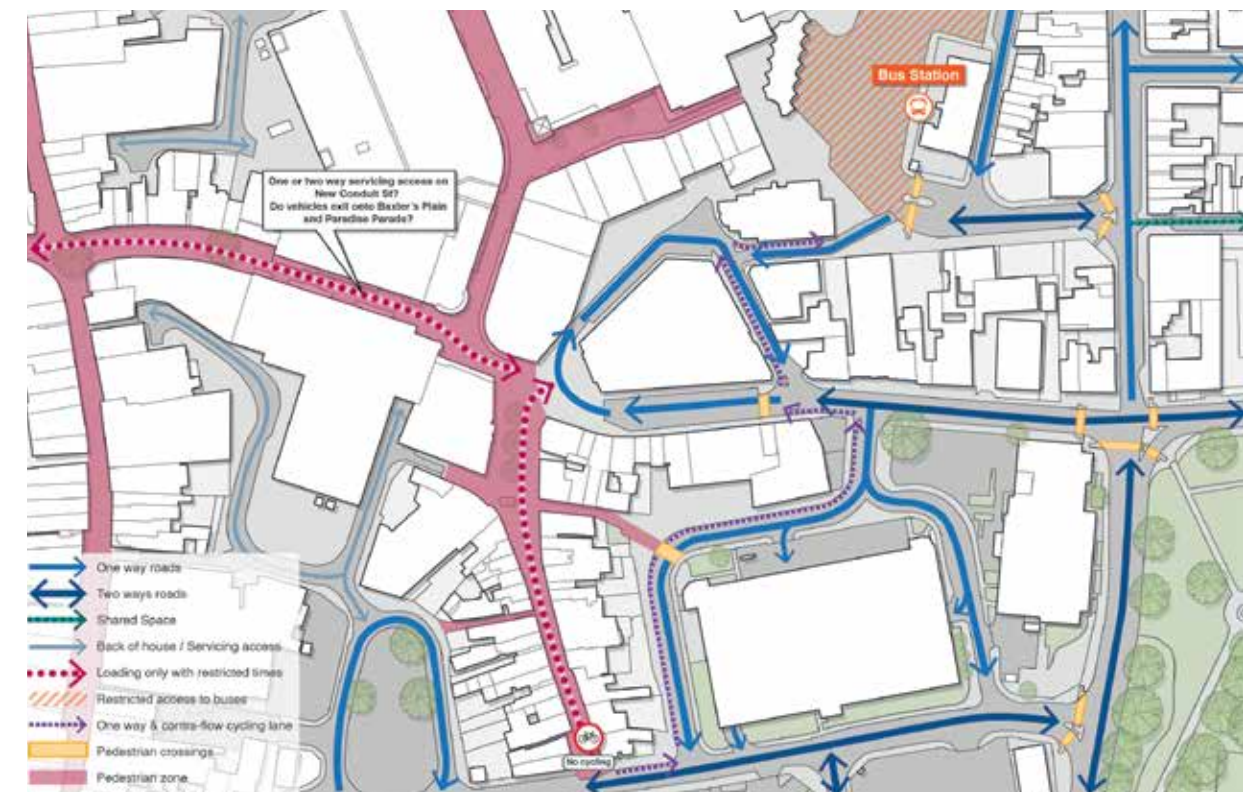 Bus Station
One or two way servicing access on
New Conduit St?
Do vehicles exit onto Baxter's Plain
and Paradise Parade?
One way roads
Two ways roads
Shared Space
Back of house / Servicing access
Loading only with restricted times
Restricted access to buses
One way & contra-flow cycling lane
Pedestrian crossings
Pedestrian zone
No cycling